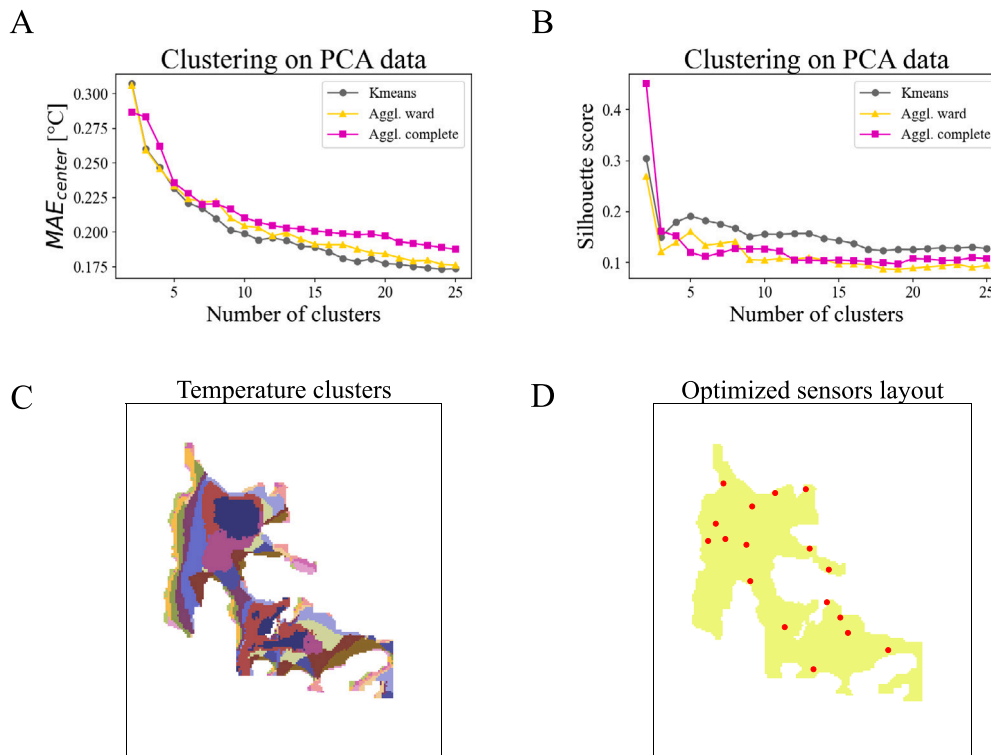 A
Clustering on PCA data
MAE_center [°C]
0.300
0.275
0.250
0.225
0.200
0.175
Kmeans
Aggl. ward
Aggl. complete
5
10
15
20
25
Number of clusters
B
Clustering on PCA data
Silhouette score
0.4
0.3
0.2
0.1
Kmeans
Aggl. ward
Aggl. complete
5
10
15
20
25
Number of clusters
C
Temperature clusters
D
Optimized sensors layout